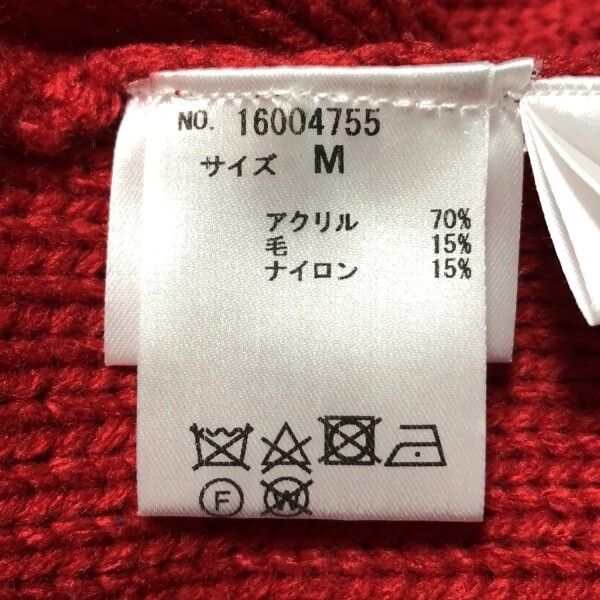 NO. 16004755
サイズ M
アクリル 70%
毛 15%
ナイロン 15%
F W